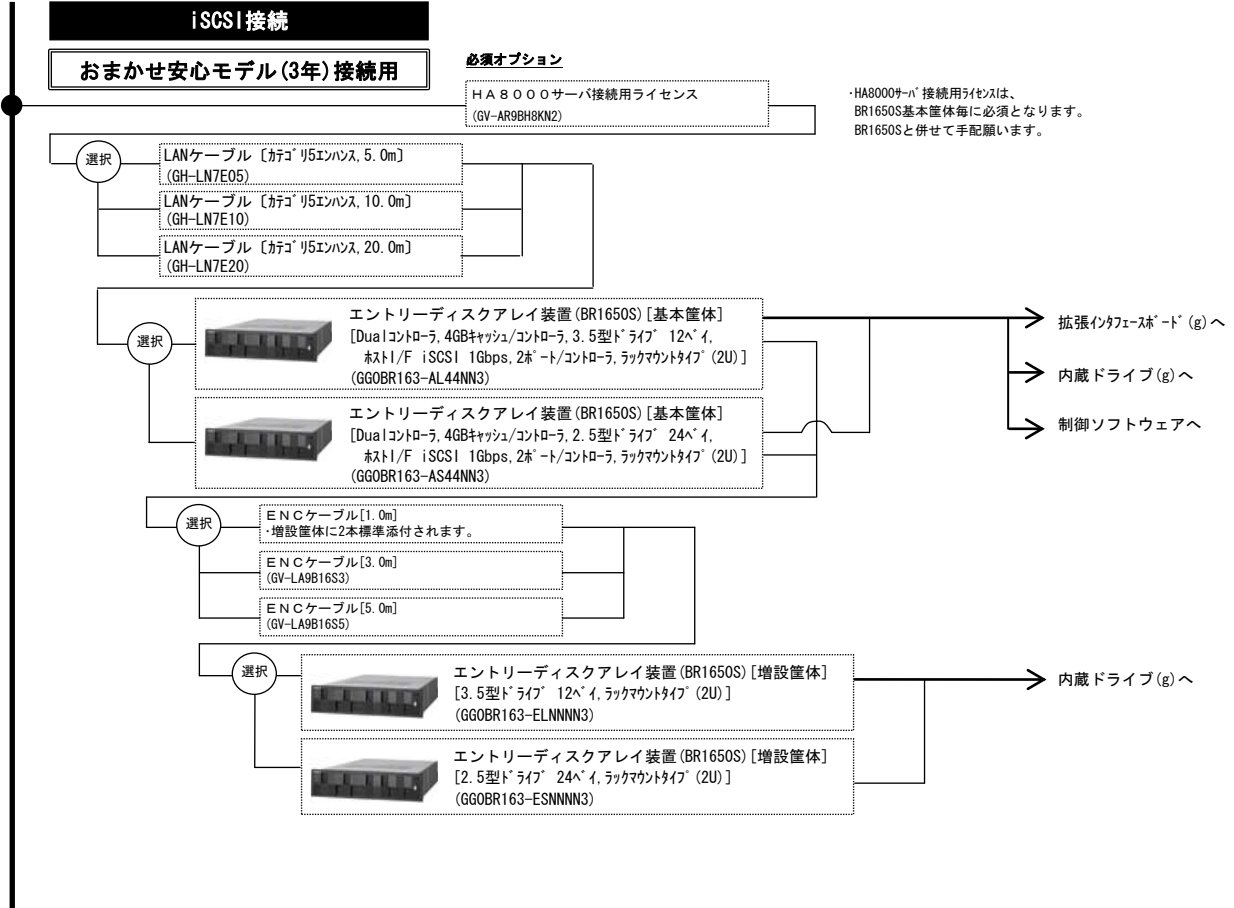 iSCSI接続
おまかせ安心モデル(3年)接続用
必須オプション
HA8000サーバ接続用ライセンス
(GV-AR9BH8KN2)
･HA8000ｻｰﾊﾞ接続用ﾗｲｾﾝｽは、
BR1650S基本筐体毎に必須となります。
BR1650Sと併せて手配願います。
選択
LANケーブル〔ｶﾃｺﾞﾘ5ｴﾝﾊﾝｽ,5.0m〕
(GH-LN7E05)
LANケーブル〔ｶﾃｺﾞﾘ5ｴﾝﾊﾝｽ,10.0m〕
(GH-LN7E10)
LANケーブル〔ｶﾃｺﾞﾘ5ｴﾝﾊﾝｽ,20.0m〕
(GH-LN7E20)
選択
エントリーディスクアレイ装置(BR1650S)[基本筐体]
[Dualｺﾝﾄﾛｰﾗ,4GBｷｬｯｼｭ/ｺﾝﾄﾛｰﾗ,3.5型ﾄﾞﾗｲﾌﾞ 12ﾍﾞｲ,
ﾎｽﾄI/F iSCSI 1Gbps,2ﾎﾟｰﾄ/ｺﾝﾄﾛｰﾗ,ﾗｯｸﾏｳﾝﾄﾀｲﾌﾟ(2U)]
(GG0BR163-AL44NN3)
エントリーディスクアレイ装置(BR1650S)[基本筐体]
[Dualｺﾝﾄﾛｰﾗ,4GBｷｬｯｼｭ/ｺﾝﾄﾛｰﾗ,2.5型ﾄﾞﾗｲﾌﾞ 24ﾍﾞｲ,
ﾎｽﾄI/F iSCSI 1Gbps,2ﾎﾟｰﾄ/ｺﾝﾄﾛｰﾗ,ﾗｯｸﾏｳﾝﾄﾀｲﾌﾟ(2U)]
(GG0BR163-AS44NN3)
拡張ｲﾝﾀﾌｪｰｽﾎﾞｰﾄﾞ(g)へ
内蔵ドライブ(g)へ
制御ソフトウェアへ
選択
ENCケーブル[1.0m]
･増設筐体に2本標準添付されます。
ENCケーブル[3.0m]
(GV-LA9B16S3)
ENCケーブル[5.0m]
(GV-LA9B16S5)
選択
エントリーディスクアレイ装置(BR1650S)[増設筐体]
[3.5型ﾄﾞﾗｲﾌﾞ 12ﾍﾞｲ,ﾗｯｸﾏｳﾝﾄﾀｲﾌﾟ(2U)]
(GG0BR163-ELNNNN3)
エントリーディスクアレイ装置(BR1650S)[増設筐体]
[2.5型ﾄﾞﾗｲﾌﾞ 24ﾍﾞｲ,ﾗｯｸﾏｳﾝﾄﾀｲﾌﾟ(2U)]
(GG0BR163-ESNNNN3)
内蔵ドライブ(g)へ